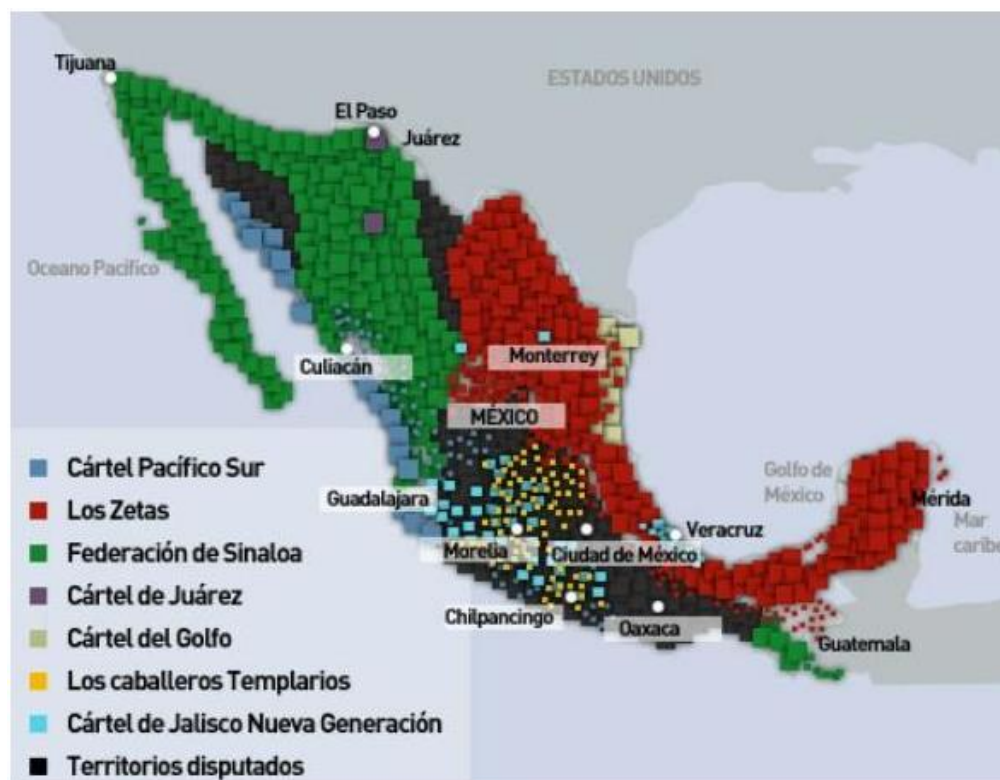 Tijuana
ESTADOS UNIDOS
El Paso
Juárez
Oceano Pacífico
Culiacán
Monterrey
MÉXICO
Golfo de
México
Mérida
Mar
caribe
Guadalajara
Veracruz
Morelia
Ciudad de México
Chilpancingo
Oaxaca
Guatemala
Cártel Pacífico Sur
Los Zetas
Federación de Sinaloa
Cártel de Juárez
Cártel del Golfo
Los caballeros Templarios
Cártel de Jalisco Nueva Generación
Territorios disputados